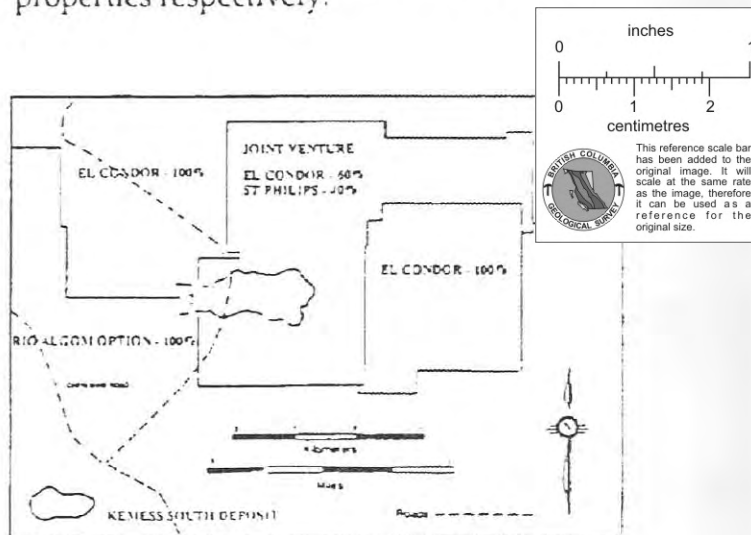 properties respectively.
inches
0 1
0 1 2
centimetres
This reference scale bar
has been added to the
original image. It will
scale at the same rate
as the image, therefore
it can be used as a
reference for the
original size.
BRITISH COLUMBIA
GEOLOGICAL SURVEY
JOINT VENTURE
EL CONDOR - 100%
EL CONDOR - 60%
ST PHILIPS - 40%
EL CONDOR - 100%
RIO ALGOM OPTION - 100%
ROAD
Kilometers
Miles
KEMESS SOUTH DEPOSIT
Roads